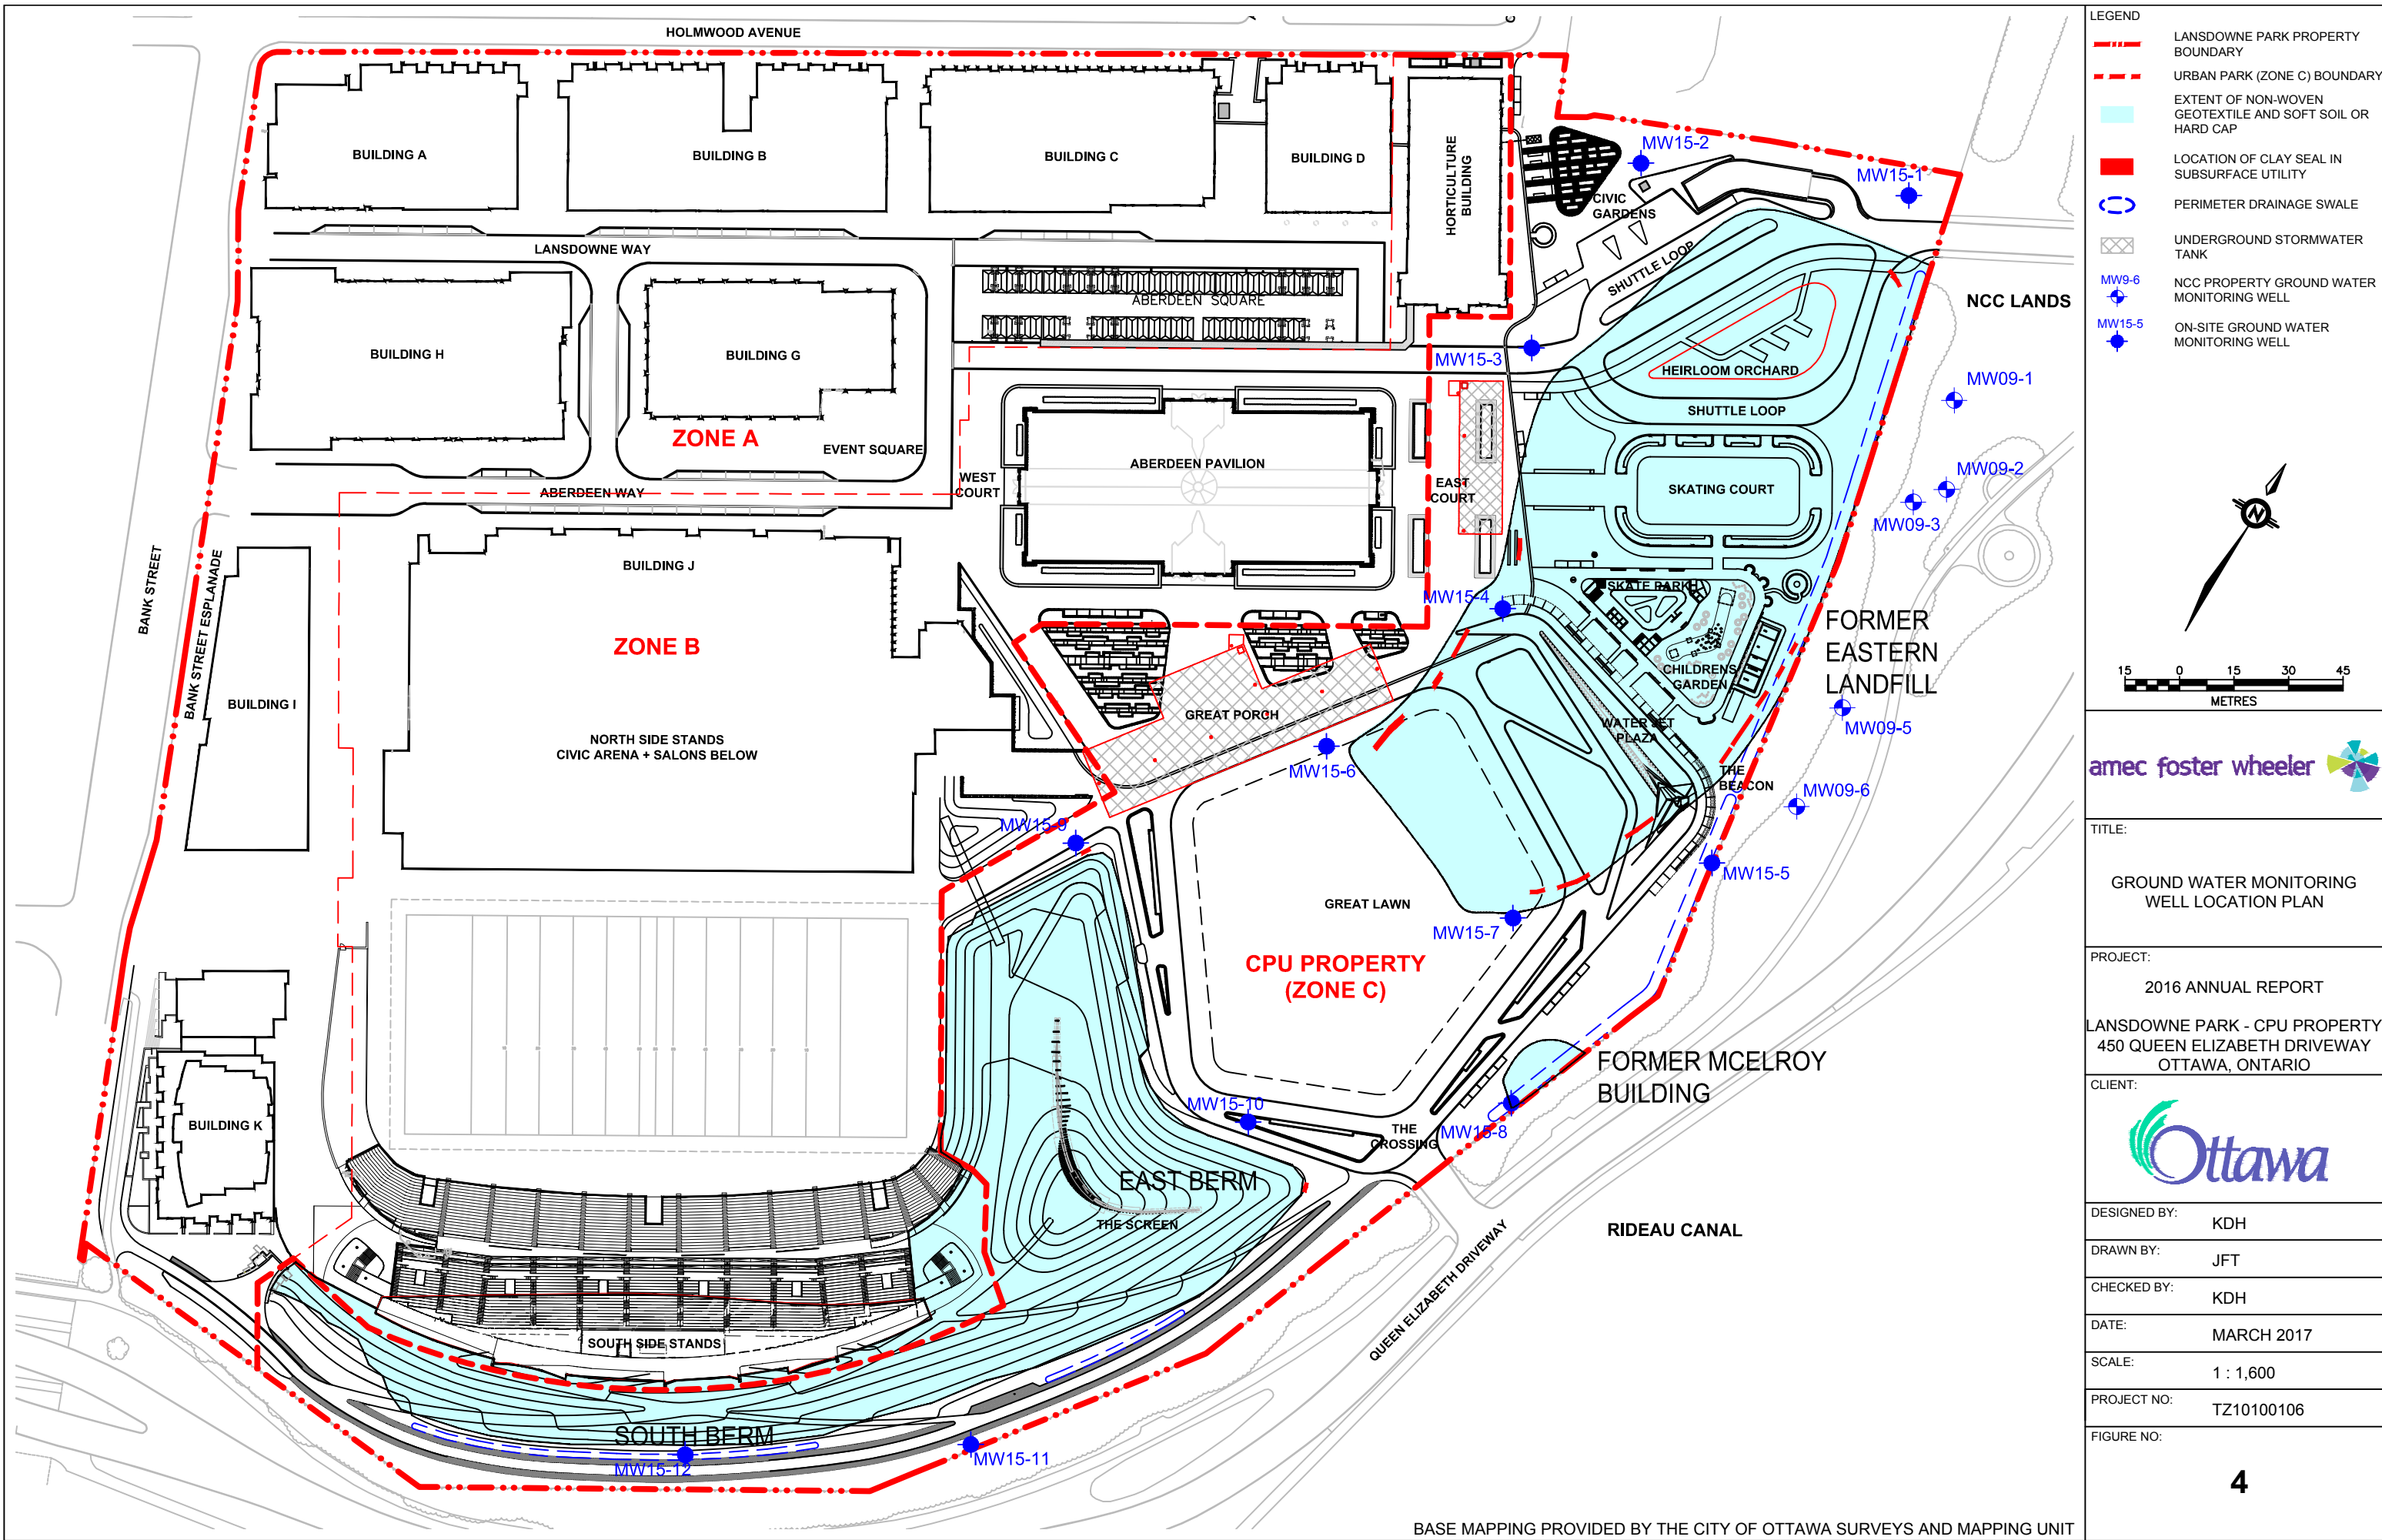 HOLMWOOD AVENUE
BUILDING A
BUILDING B
BUILDING C
BUILDING D
HORTICULTURE
BUILDING
MW15-2
MW15-1
CIVIC
GARDENS
SHUTTLE LOOP
LANSDOWNE WAY
ABERDEEN SQUARE
NCC LANDS
BUILDING H
BUILDING G
MW15-3
HEIRLOOM ORCHARD
MW09-1
SHUTTLE LOOP
ZONE A
EVENT SQUARE
ABERDEEN PAVILION
WEST
COURT
EAST
COURT
SKATING COURT
MW09-2
MW09-3
ABERDEEN WAY
BANK STREET
BANK STREET ESPLANADE
BUILDING J
MW15-4
SKATE PARK
FORMER
EASTERN
LANDFILL
ZONE B
CHILDRENS
GARDEN
BUILDING I
GREAT PORCH
WATER JET
PLAZA
MW09-5
NORTH SIDE STANDS
CIVIC ARENA + SALONS BELOW
MW15-6
THE
BEACON
MW09-6
MW15-9
MW15-5
GREAT LAWN
MW15-7
CPU PROPERTY
(ZONE C)
FORMER MCELROY
BUILDING
BUILDING K
MW15-10
THE
CROSSING
MW15-8
EAST BERM
THE SCREEN
RIDEAU CANAL
QUEEN ELIZABETH DRIVEWAY
SOUTH SIDE STANDS
SOUTH BERM
MW15-12
MW15-11
BASE MAPPING PROVIDED BY THE CITY OF OTTAWA SURVEYS AND MAPPING UNIT
LEGEND
LANSDOWNE PARK PROPERTY
BOUNDARY
URBAN PARK (ZONE C) BOUNDARY
EXTENT OF NON-WOVEN
GEOTEXTILE AND SOFT SOIL OR
HARD CAP
LOCATION OF CLAY SEAL IN
SUBSURFACE UTILITY
PERIMETER DRAINAGE SWALE
UNDERGROUND STORMWATER
TANK
MW9-6
NCC PROPERTY GROUND WATER
MONITORING WELL
MW15-5
ON-SITE GROUND WATER
MONITORING WELL
N
15 0 15 30 45
METRES
amec foster wheeler
TITLE:
GROUND WATER MONITORING
WELL LOCATION PLAN
PROJECT:
2016 ANNUAL REPORT
LANSDOWNE PARK - CPU PROPERTY
450 QUEEN ELIZABETH DRIVEWAY
OTTAWA, ONTARIO
CLIENT:
Ottawa
DESIGNED BY:
KDH
DRAWN BY:
JFT
CHECKED BY:
KDH
DATE:
MARCH 2017
SCALE:
1 : 1,600
PROJECT NO:
TZ10100106
FIGURE NO:
4